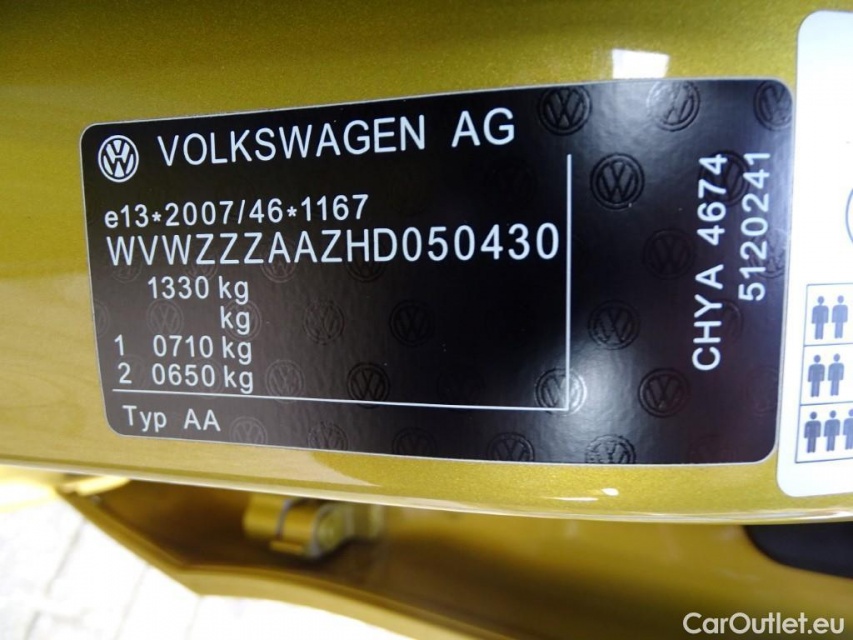 VOLKSWAGEN AG
e13*2007/46*1167
WVWZZZAAZHD050430
1330 kg
kg
1 0710 kg
2 0650 kg
Typ AA
CHYA 4674
5120241
CarOutlet.eu